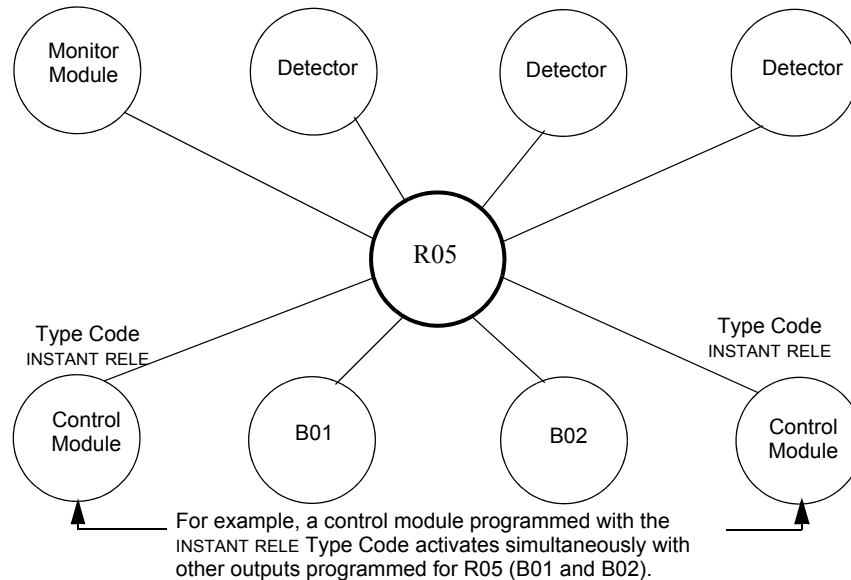 Monitor
Module
Detector
Detector
Detector
R05
Type Code
INSTANT RELE
Type Code
INSTANT RELE
Control
Module
B01
B02
Control
Module
For example, a control module programmed with the
INSTANT RELE Type Code activates simultaneously with
other outputs programmed for R05 (B01 and B02).